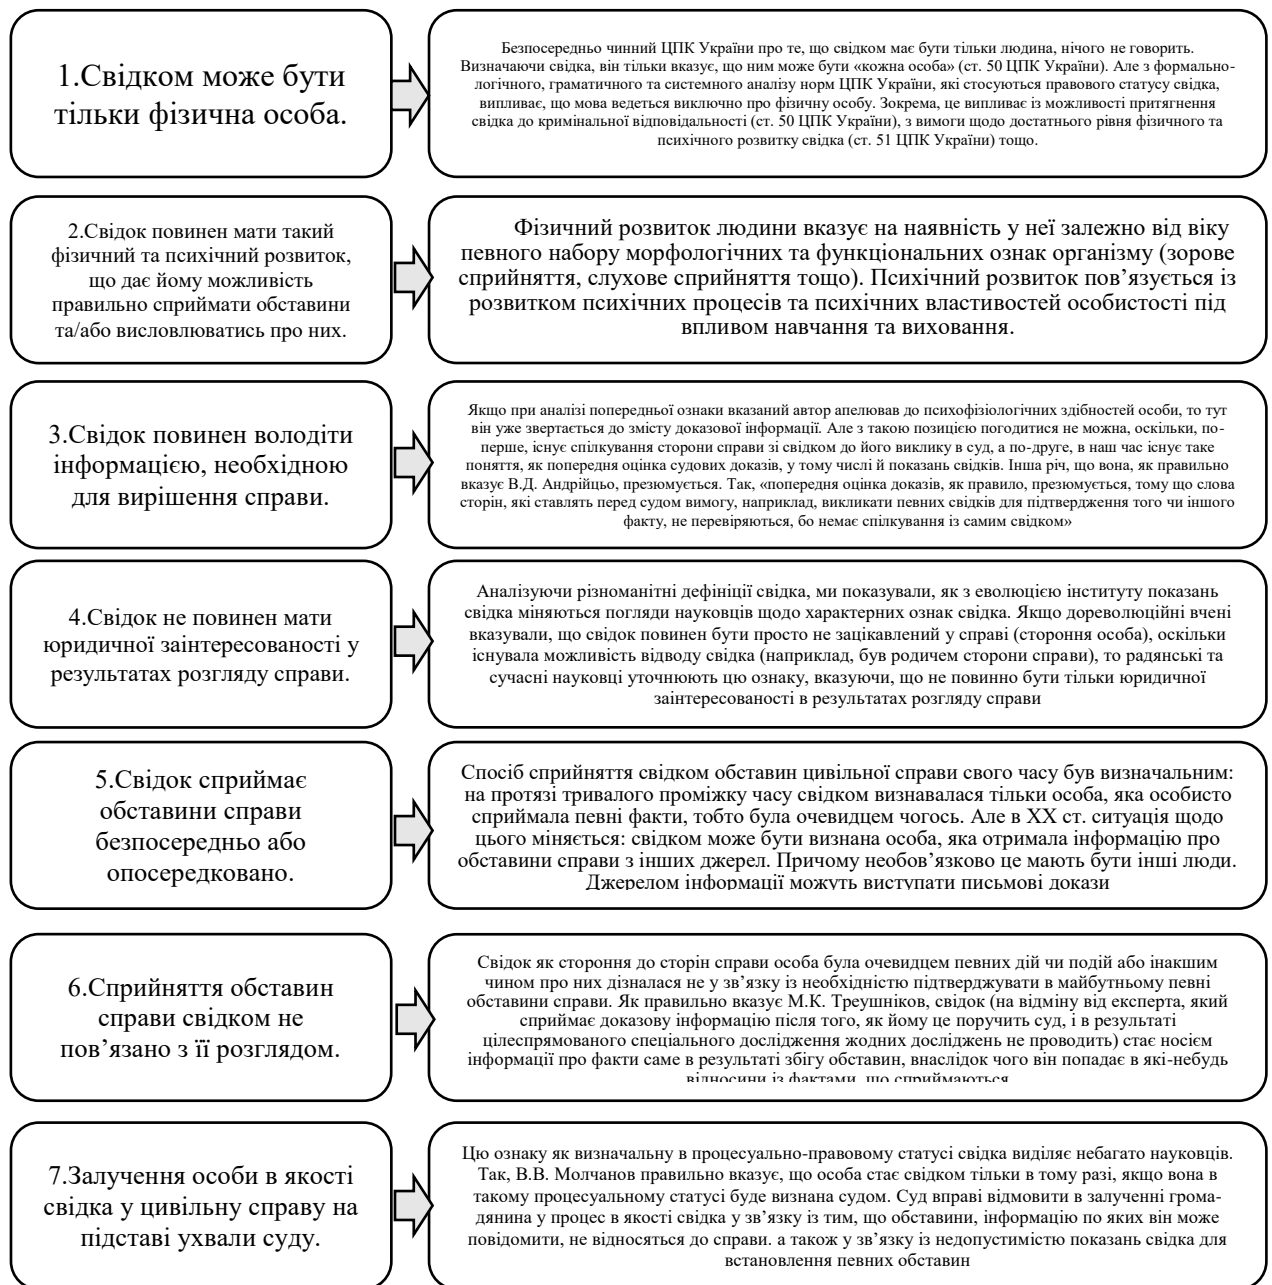 1.Свідком може бути
тільки фізична особа.
Безпосередньо чинний ЦПК України про те, що свідком має бути тільки людина, нічого не говорить.
Визначаючи свідка, він тільки вказує, що ним може бути «кожна особа» (ст. 50 ЦПК України). Але з формально-
логічного, граматичного та системного аналізу норм ЦПК України, які стосуються правового статусу свідка,
випливає, що мова ведеться виключно про фізичну особу. Зокрема, це випливає із можливості притягнення
свідка до кримінальної відповідальності (ст. 50 ЦПК України), з вимоги щодо достатнього рівня фізичного та
психічного розвитку свідка (ст. 51 ЦПК України) тощо.
2.Свідок повинен мати такий
фізичний та психічний розвиток,
що дає йому можливість
правильно сприймати обставини
та/або висловлюватись про них.
Фізичний розвиток людини вказує на наявність у неї залежно від віку
певного набору морфологічних та функціональних ознак організму (зорове
сприйняття, слухове сприйняття тощо). Психічний розвиток пов’язується із
розвитком психічних процесів та психічних властивостей особистості під
впливом навчання та виховання.
3.Свідок повинен володіти
інформацією, необхідною
для вирішення справи.
Якщо при аналізі попередньої ознаки вказаний автор апелював до психофізіологічних здібностей особи, то тут
він уже звертається до змісту доказової інформації. Але з такою позицією погодитися не можна, оскільки, по-
перше, існує спілкування сторони справи зі свідком до його виклику в суд, а по-друге, в наш час існує таке
поняття, як попередня оцінка судових доказів, у тому числі й показань свідків. Інша річ, що вона, як правильно
вказує В.Д. Андрійцьо, презюмується. Так, «попередня оцінка доказів, як правило, презюмується, тому що слова
сторін, які ставлять перед судом вимогу, наприклад, викликати певних свідків для підтвердження того чи іншого
факту, не перевіряються, бо немає спілкування із самим свідком»
4.Свідок не повинен мати
юридичної заінтересованості у
результатах розгляду справи.
Аналізуючи різноманітні дефініції свідка, ми показували, як з еволюцією інституту показань
свідка міняються погляди науковців щодо характерних ознак свідка. Якщо дореволюційні вчені
вказували, що свідок повинен бути просто не зацікавлений у справі (стороння особа), оскільки
існувала можливість відводу свідка (наприклад, був родичем сторони справи), то радянські та
сучасні науковці уточнюють цю ознаку, вказуючи, що не повинно бути тільки юридичної
заінтересованості в результатах розгляду справи
5.Свідок сприймає
обставини справи
безпосередньо або
опосередковано.
Спосіб сприйняття свідком обставин цивільної справи свого часу був визначальним:
на протязі тривалого проміжку часу свідком визнавалася тільки особа, яка особисто
сприймала певні факти, тобто була очевидцем чогось. Але в ХХ ст. ситуація щодо
цього міняється: свідком може бути визнана особа, яка отримала інформацію про
обставини справи з інших джерел. Причому необов’язково це мають бути інші люди.
Джерелом інформації можуть виступати письмові докази
6.Сприйняття обставин
справи свідком не
пов’язано з її розглядом.
Свідок як стороння до сторін справи особа була очевидцем певних дій чи подій або інакшим
чином про них дізналася не у зв’язку із необхідністю підтверджувати в майбутньому певні
обставини справи. Як правильно вказує М.К. Треушніков, свідок (на відміну від експерта, який
сприймає доказову інформацію після того, як йому це поручить суд, і в результаті
цілеспрямованого спеціального дослідження жодних досліджень не проводить) стає носієм
інформації про факти саме в результаті збігу обставин, внаслідок чого він попадає в які-небудь
відносини із фактами, що сприймаються
7.Залучення особи в якості
свідка у цивільну справу на
підставі ухвали суду.
Цю ознаку як визначальну в процесуально-правовому статусі свідка виділяє небагато науковців.
Так, В.В. Молчанов правильно вказує, що особа стає свідком тільки в тому разі, якщо вона в
такому процесуальному статусі буде визнана судом. Суд вправі відмовити в залученні грома-
дянина у процес в якості свідка у зв’язку із тим, що обставини, інформацію по яких він може
повідомити, не відносяться до справи. а також у зв’язку із недопустимістю показань свідка для
встановлення певних обставин